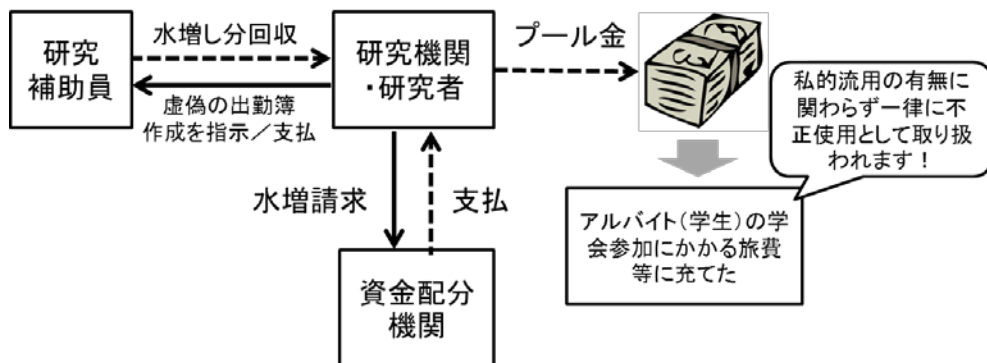 研究
補助員
水増し分回収
虚偽の出勤簿
作成を指示／支払
研究機関
・研究者
プール金
私的流用の有無に
関わらず一律に不
正使用として取り扱
われます！
水増請求
支払
アルバイト（学生）の学
会参加にかかる旅費
等に充てた
資金配分
機関